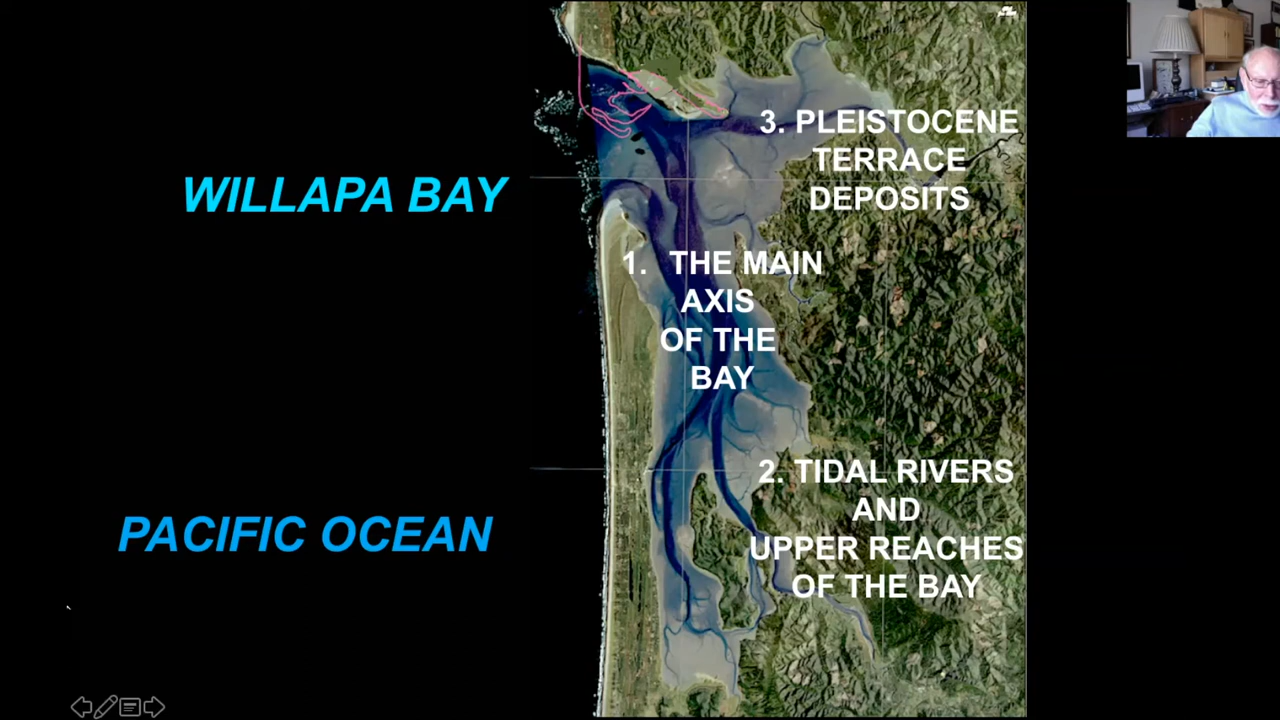 WILLAPA BAY
PACIFIC OCEAN
3. PLEISTOCENE
TERRACE
DEPOSITS
1. THE MAIN
AXIS
OF THE
BAY
2. TIDAL RIVERS
AND
UPPER REACHES
OF THE BAY